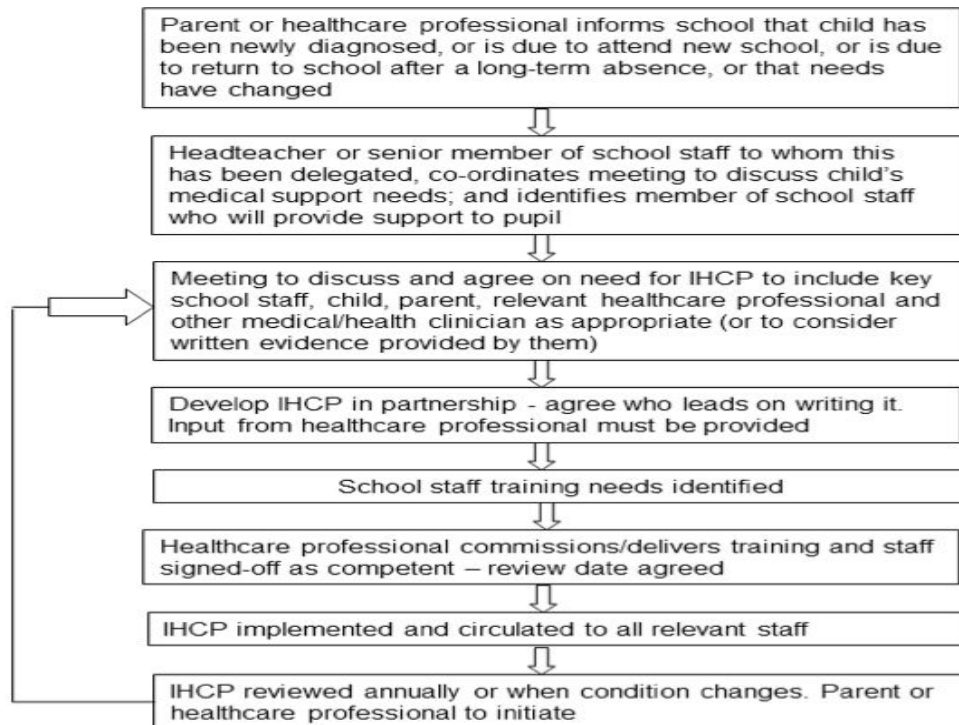 Parent or healthcare professional informs school that child has
been newly diagnosed, or is due to attend new school, or is due
to return to school after a long-term absence, or that needs
have changed
Headteacher or senior member of school staff to whom this
has been delegated, co-ordinates meeting to discuss child's
medical support needs; and identifies member of school staff
who will provide support to pupil
Meeting to discuss and agree on need for IHCP to include key
school staff, child, parent, relevant healthcare professional and
other medical/health clinician as appropriate (or to consider
written evidence provided by them)
Develop IHCP in partnership - agree who leads on writing it.
Input from healthcare professional must be provided
School staff training needs identified
Healthcare professional commissions/delivers training and staff
signed-off as competent – review date agreed
IHCP implemented and circulated to all relevant staff
IHCP reviewed annually or when condition changes. Parent or
healthcare professional to initiate